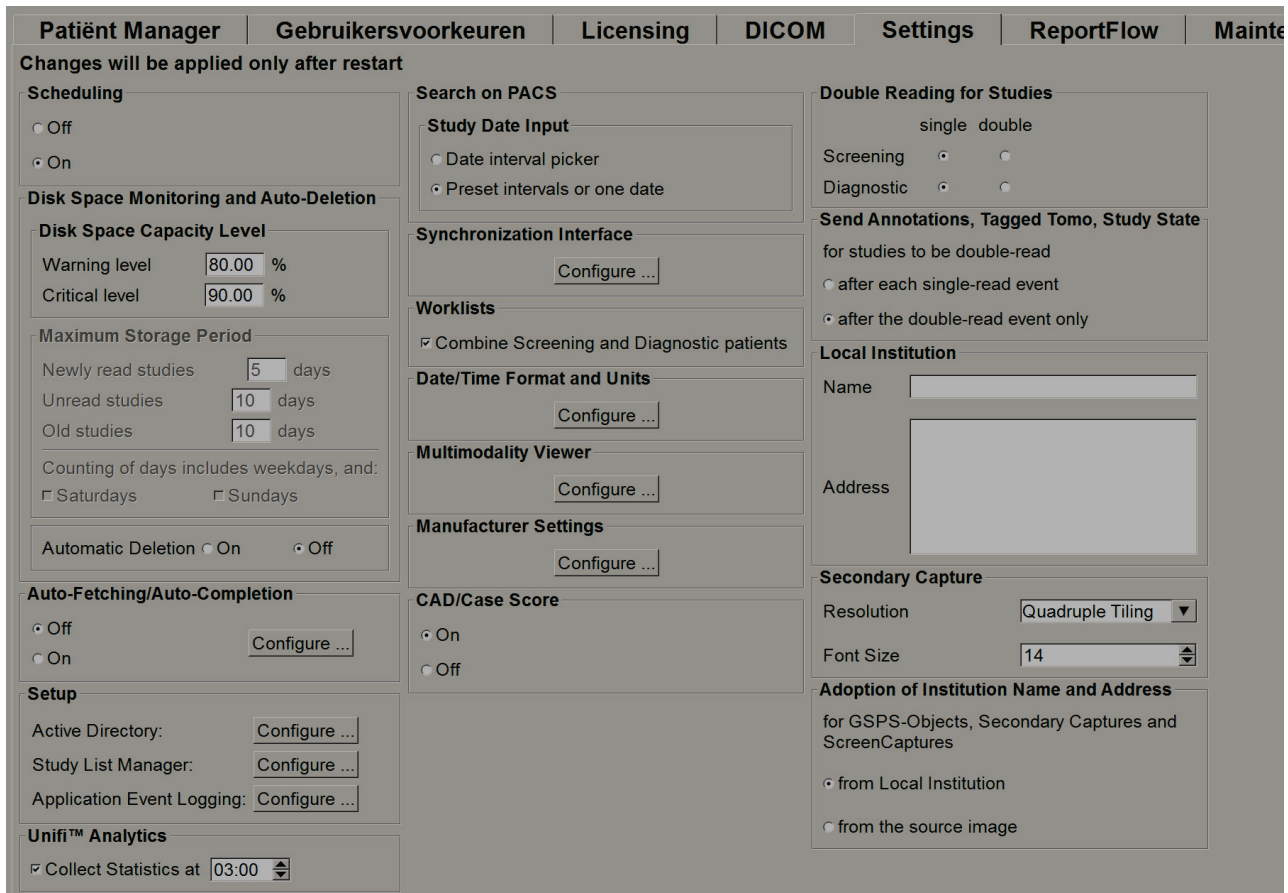 Patiënt Manager Gebruikersvoorkeuren Licensing DICOM Settings ReportFlow Mainte
Changes will be applied only after restart
Scheduling
Off
On
Disk Space Monitoring and Auto-Deletion
Disk Space Capacity Level
Warning level 80.00 %
Critical level 90.00 %
Maximum Storage Period
Newly read studies 5 days
Unread studies 10 days
Old studies 10 days
Counting of days includes weekdays, and:
Saturdays Sundays
Automatic Deletion On Off
Auto-Fetching/Auto-Completion
Off
Configure ...
On
Setup
Active Directory: Configure ...
Study List Manager: Configure ...
Application Event Logging: Configure ...
Unifi™ Analytics
Collect Statistics at 03:00
Search on PACS
Study Date Input
Date interval picker
Preset intervals or one date
Synchronization Interface
Configure ...
Worklists
Combine Screening and Diagnostic patients
Date/Time Format and Units
Configure ...
Multimodality Viewer
Configure ...
Manufacturer Settings
Configure ...
CAD/Case Score
On
Off
Double Reading for Studies
single double
Screening
Diagnostic
Send Annotations, Tagged Tomo, Study State
for studies to be double-read
after each single-read event
after the double-read event only
Local Institution
Name
Address
Secondary Capture
Resolution Quadruple Tiling
Font Size 14
Adoption of Institution Name and Address
for GSPS-Objects, Secondary Captures and
ScreenCaptures
from Local Institution
from the source image